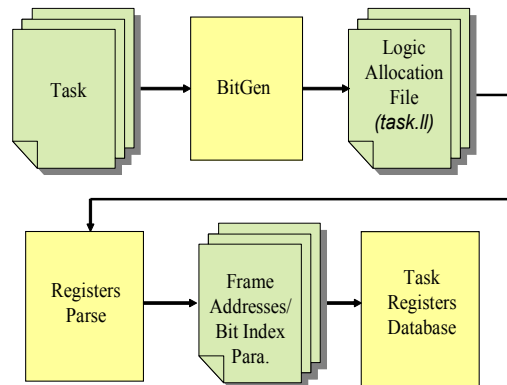 Task
BitGen
Logic
Allocation
File
(task.ll)
Registers
Parse
Frame
Addresses/
Bit Index
Para.
Task
Registers
Database